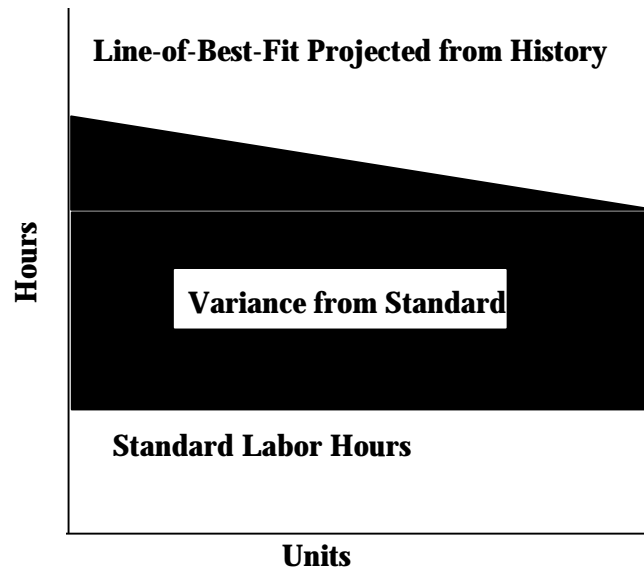 Line-of-Best-Fit Projected from History
Hours
Variance from Standard
Standard Labor Hours
Units